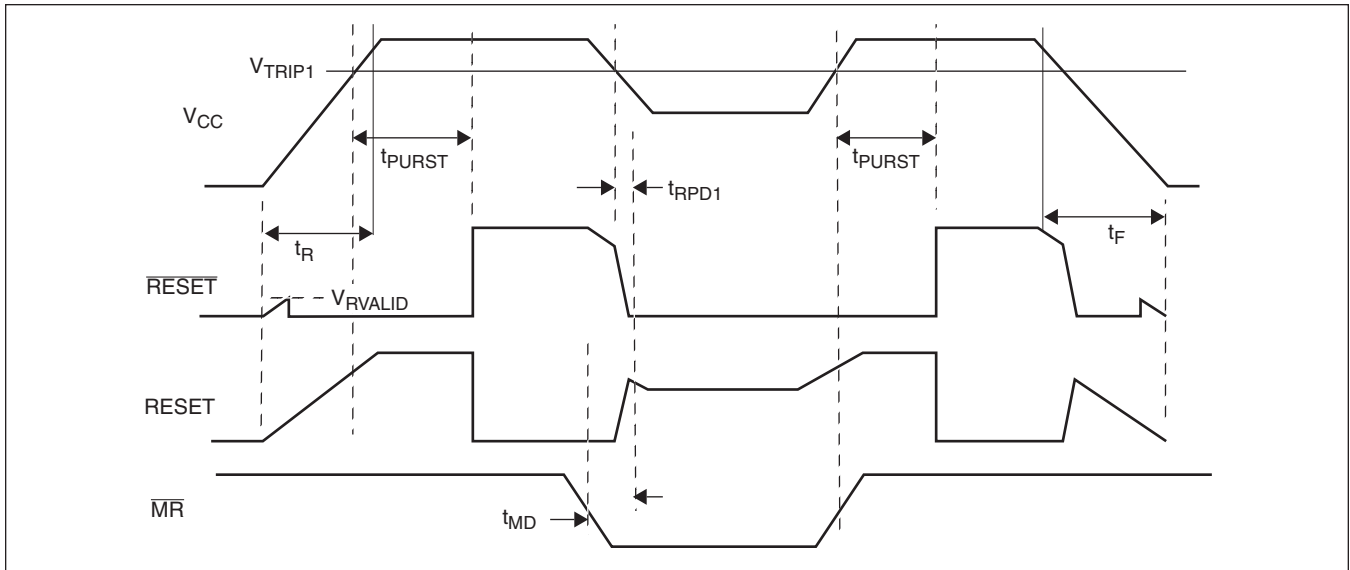 VTRIP1
VCC
tPURST
tPURST
tRPD1
tR
tF
RESET
VRVALID
RESET
MR
tMD